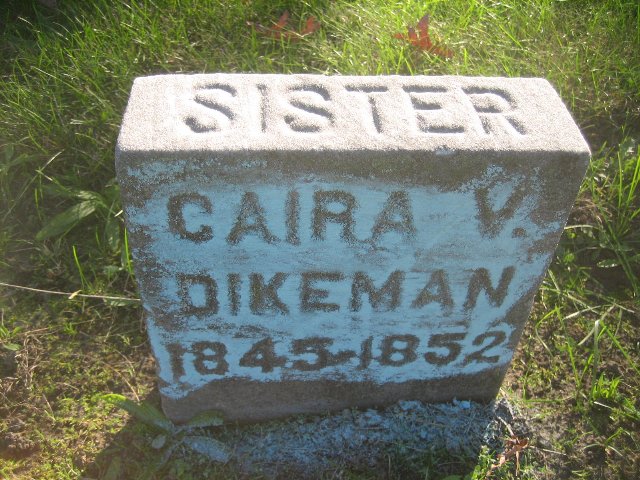 SISTER
CAIRA V.
DIKEMAN
1845-1852